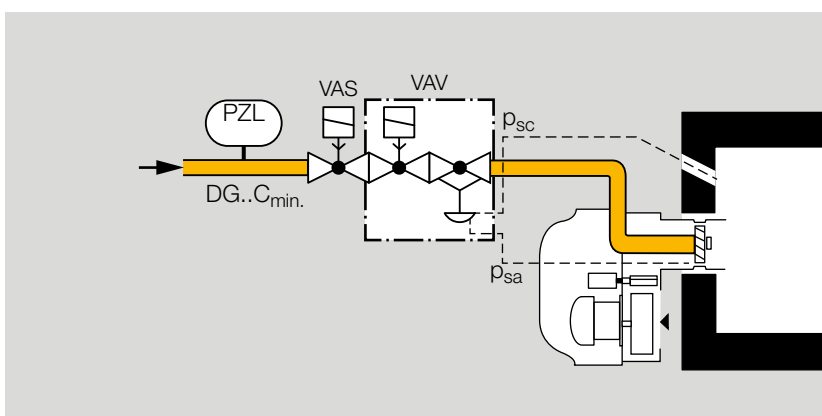 VAS
VAV
PZL
p_sc
DG..C_min.
p_sa